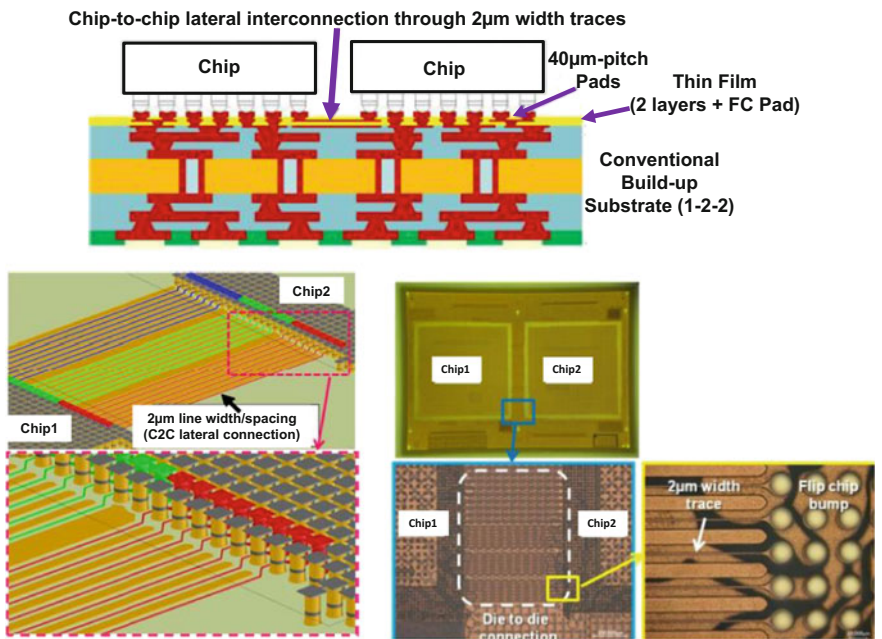 Chip-to-chip lateral interconnection through 2µm width traces
Chip
Chip
40µm-pitch
Pads
Thin Film
(2 layers + FC Pad)
Conventional
Build-up
Substrate (1-2-2)
Chip2
2µm line width/spacing
(C2C lateral connection)
Chip1
Chip1
Chip2
Chip1
Chip2
Die to die
connection
2µm width
trace
Flip chip
bump